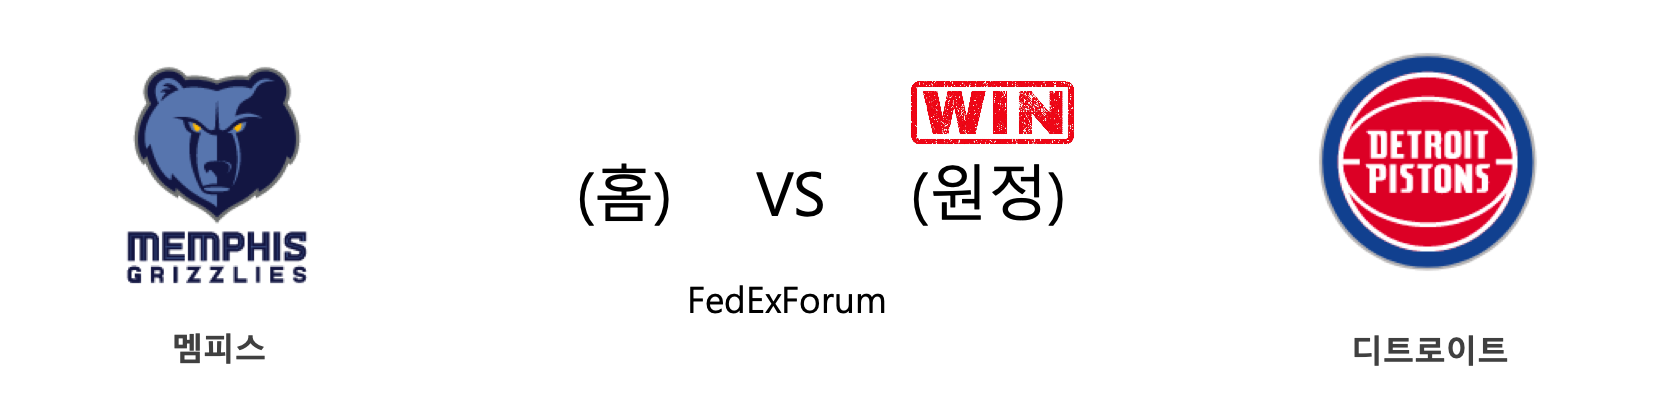 WIN
(홈) VS (원정)
MEMPHIS
GRIZZLIES
DETROIT
PISTONS
FedExForum
멤피스
디트로이트